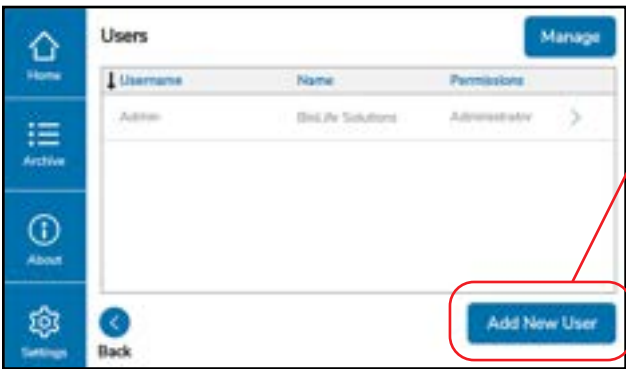 Users
Manage
Home
Username Name Permissions
Admin BioLife Solutions Administrator
Archive
About
Add New User
Settings
Back